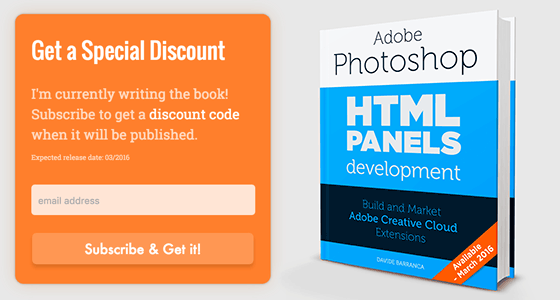 Get a Special Discount
I'm currently writing the book!
Subscribe to get a discount code
when it will be published.
Expected release date: 03/2016
email address
Subscribe & Get it!
Adobe
Photoshop
HTML
PANELS
development
Build and Market
Adobe Creative Cloud
Extensions
DAVIDE BARRANCA
Available
- March 2016